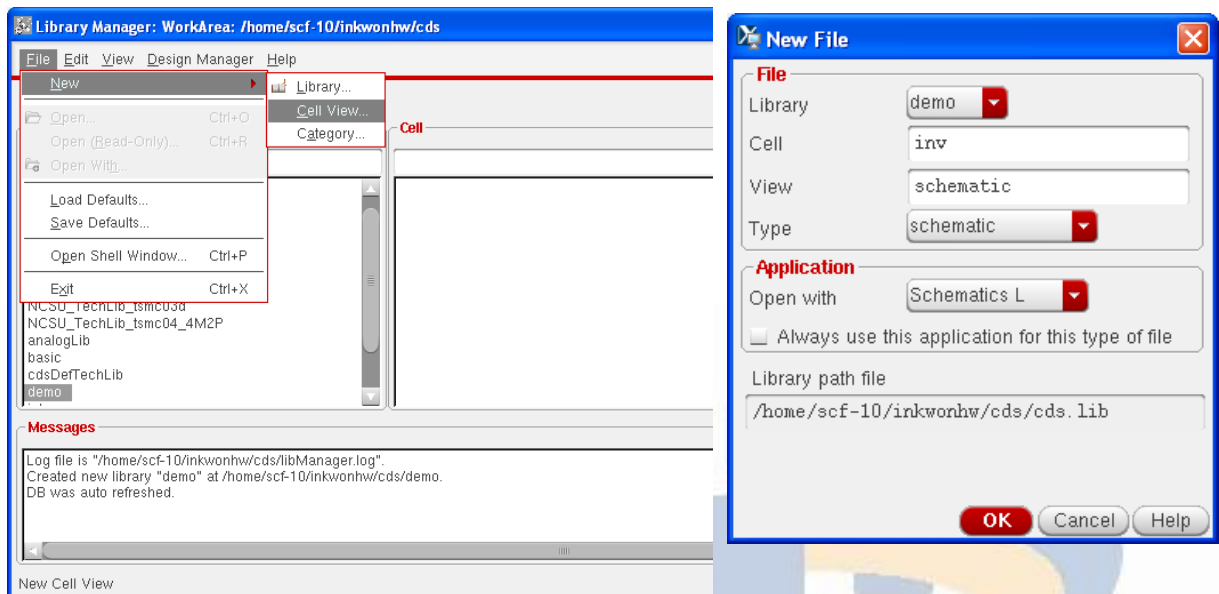 Library Manager: WorkArea: /home/scf-10/inkwonhw/cds
File Edit View Design Manager Help
New
Open... Ctrl+O
Open (Read-Only)... Ctrl+R
Open With...
Load Defaults...
Save Defaults...
Open Shell Window... Ctrl+P
Exit Ctrl+X
Library...
Cell View...
Category...
Cell
NCSU_TechLib_tsmc03d
NCSU_TechLib_tsmc04_4M2P
analogLib
basic
cdsDefTechLib
demo
Messages
Log file is "/home/scf-10/inkwonhw/cds/libManager.log".
Created new library "demo" at /home/scf-10/inkwonhw/cds/demo.
DB was auto refreshed.
New Cell View
New File
File
Library demo
Cell inv
View schematic
Type schematic
Application
Open with Schematics L
Always use this application for this type of file
Library path file
/home/scf-10/inkwonhw/cds/cds.lib
OK Cancel Help